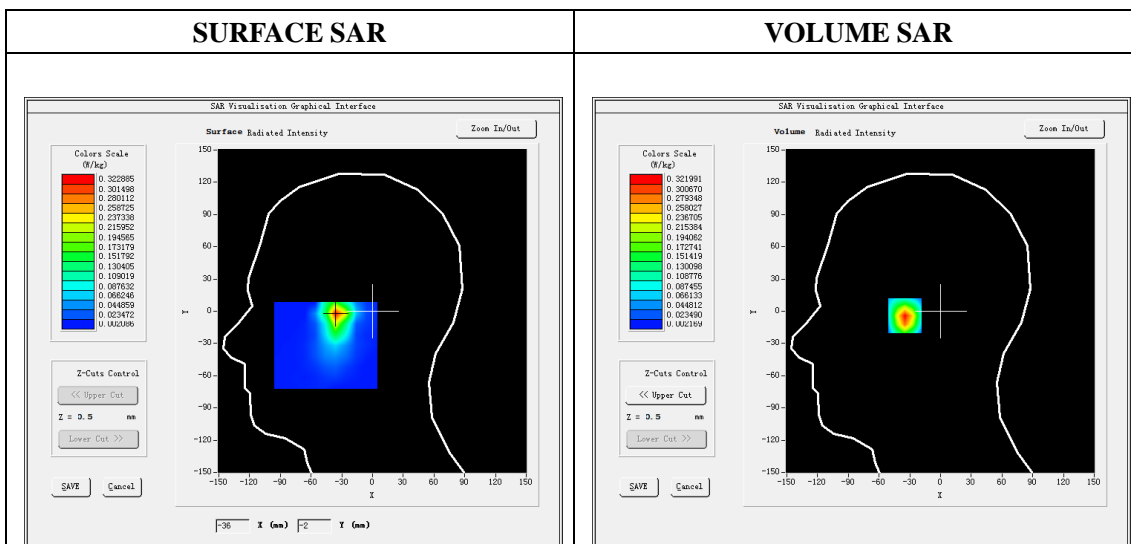 SURFACE SAR
VOLUME SAR
SAR Visualisation Graphical Interface
Surface Radiated Intensity
Zoom In/Out
Colors Scale
(W/kg)
0.322885
0.301498
0.280112
0.258725
0.237338
0.215952
0.194565
0.173179
0.151792
0.130405
0.109019
0.087632
0.066246
0.044859
0.023472
0.002086
150
120
90
60
30
0
-30
-60
-90
-120
-150
Y
-150 -120 -90 -60 -30 0 30 60 90 120 150
X
Z-Cuts Control
<< Upper Cut
Z = 0.5 mm
Lower Cut >>
SAVE Cancel
-36 X (mm) -2 Y (mm)
SAR Visualisation Graphical Interface
Volume Radiated Intensity
Zoom In/Out
Colors Scale
(W/kg)
0.321991
0.300670
0.279348
0.258027
0.236705
0.215384
0.194062
0.172741
0.151419
0.130098
0.108776
0.087455
0.066133
0.044812
0.023490
0.002169
150
120
90
60
30
0
-30
-60
-90
-120
-150
Y
-150 -120 -90 -60 -30 0 30 60 90 120 150
X
Z-Cuts Control
<< Upper Cut
Z = 0.5 mm
Lower Cut >>
SAVE Cancel